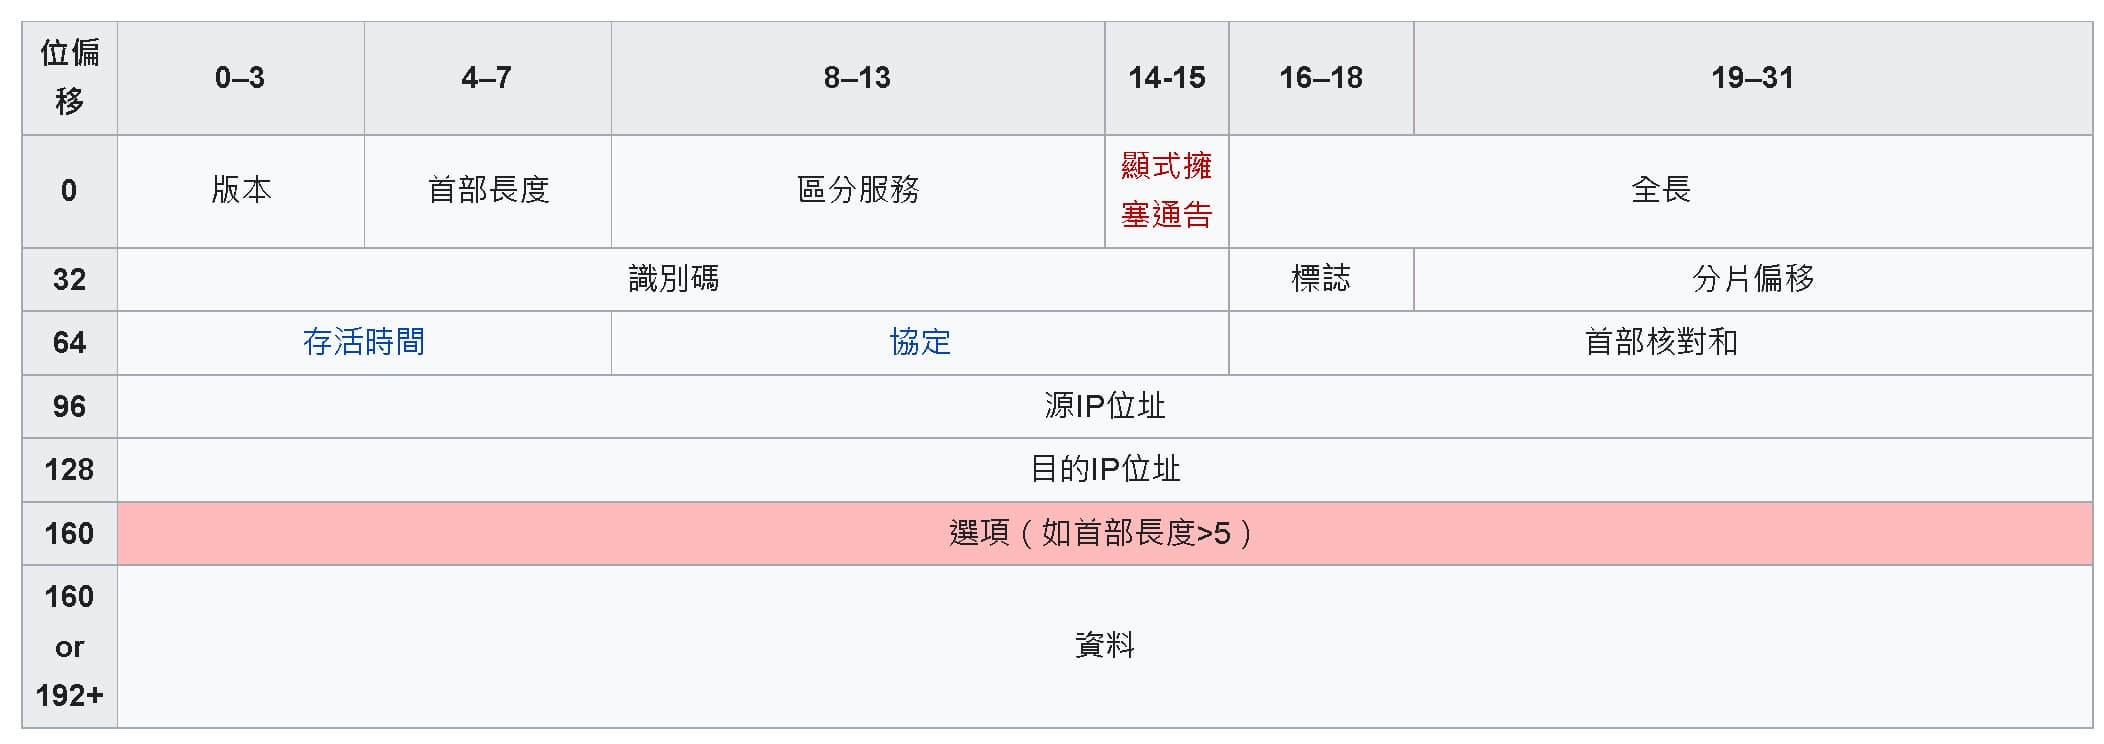 位偏
移
0–3
4–7
8–13
14-15
16–18
19–31
0
版本
首部長度
區分服務
顯式擁
塞通告
全長
32
識別碼
標誌
分片偏移
64
存活時間
協定
首部核對和
96
源IP位址
128
目的IP位址
160
選項（如首部長度>5）
160
or
192+
資料